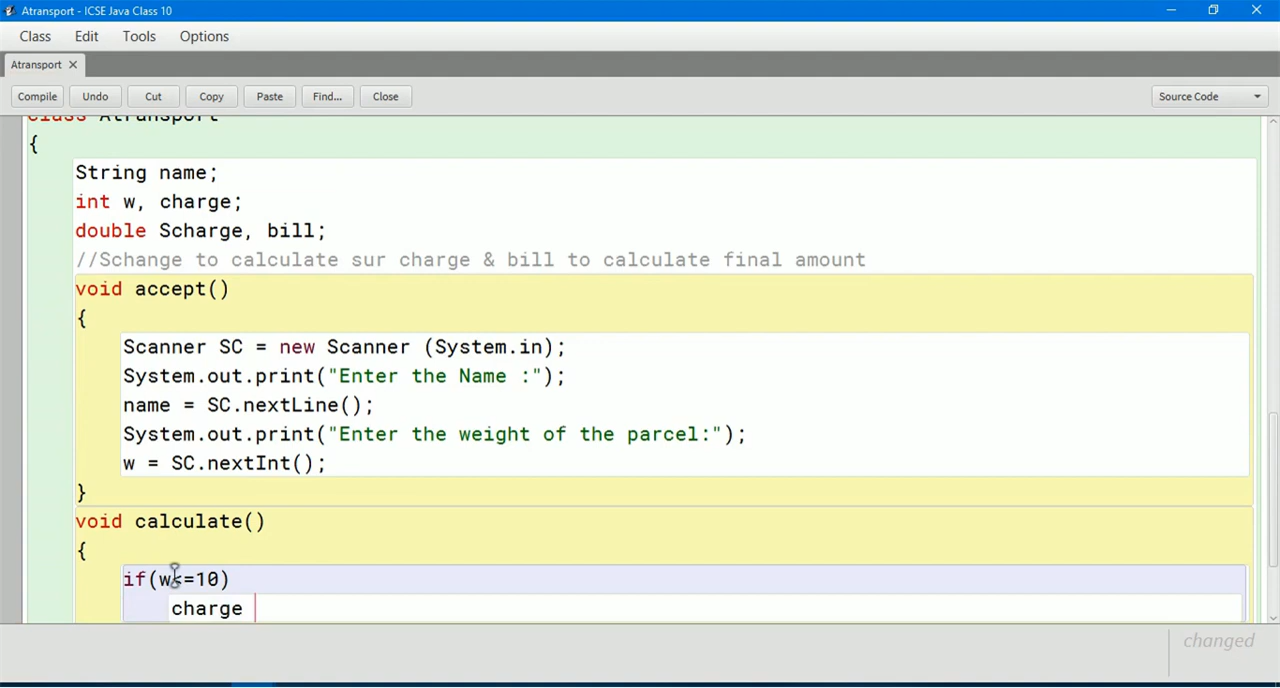 Atransport - ICSE Java Class 10
Class Edit Tools Options
Atransport
Compile Undo Cut Copy Paste Find... Close Source Code
class Atransport
{
String name;
int w, charge;
double Scharge, bill;
//Schange to calculate sur charge & bill to calculate final amount
void accept()
{
Scanner SC = new Scanner (System.in);
System.out.print("Enter the Name :");
name = SC.nextLine();
System.out.print("Enter the weight of the parcel:");
w = SC.nextInt();
}
void calculate()
{
if(w<=10)
charge
changed